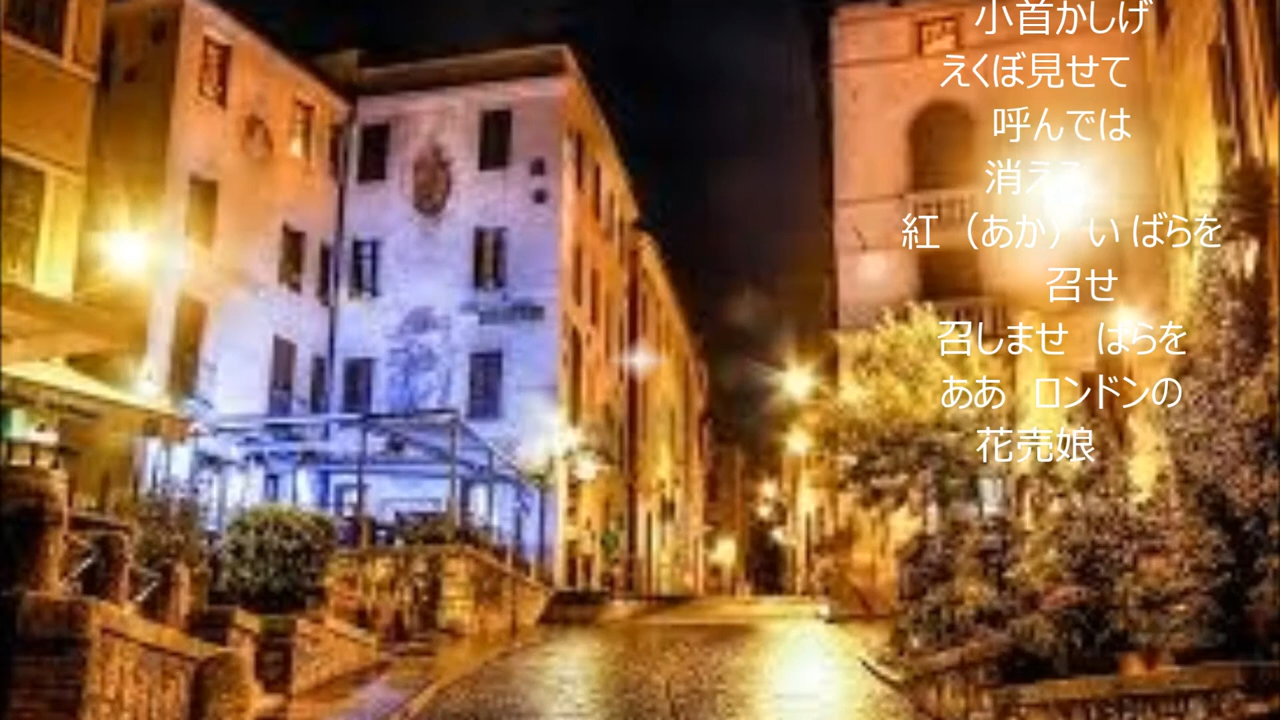 小首かしげ
えくぼ見せて
呼んでは
消える
紅（あか）い ばらを
召せ
召しませ　ばらを
ああ　ロンドンの
花売娘